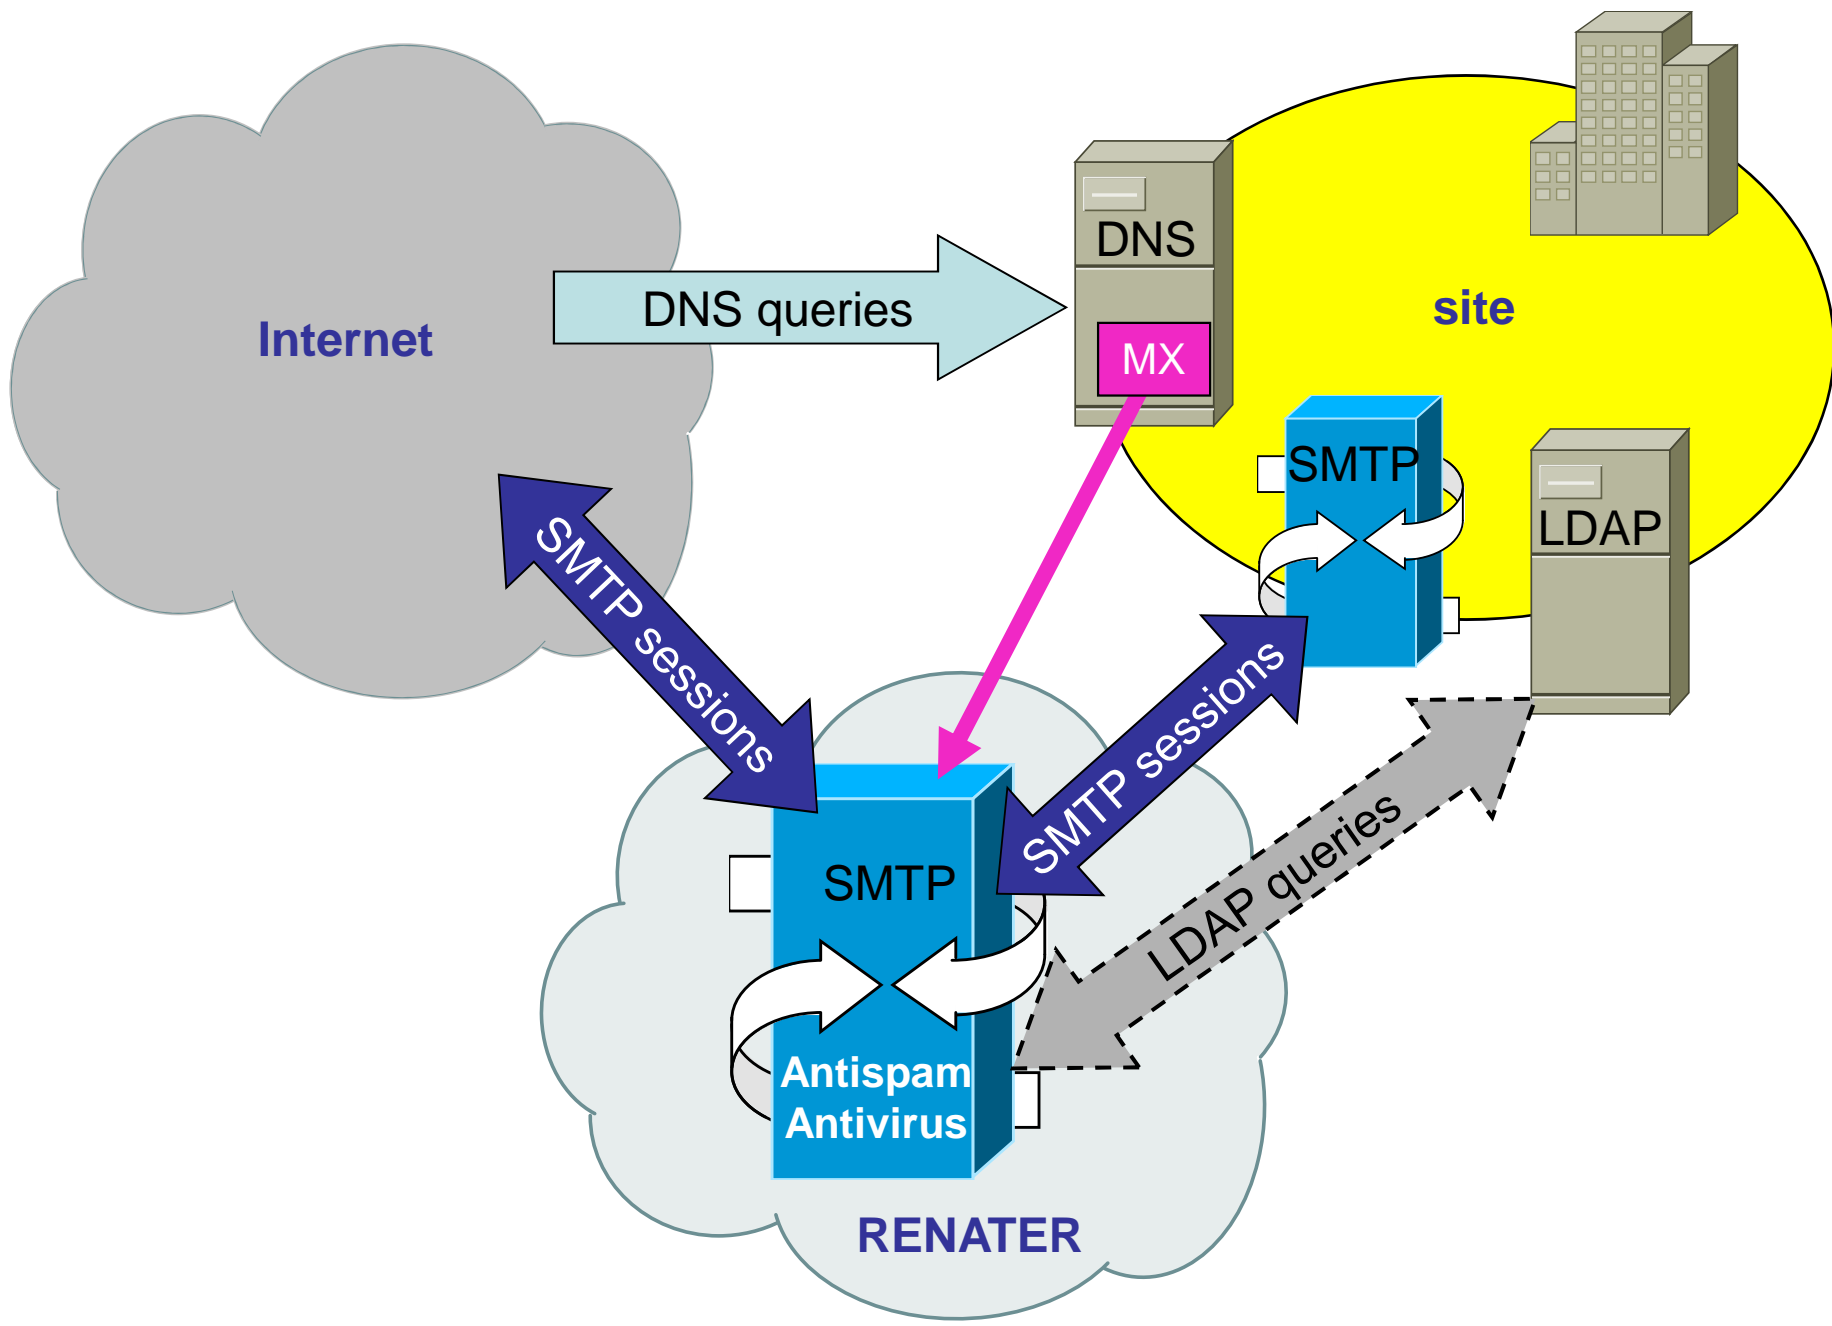 DNS
Internet
DNS queries
site
MX
SMTP
LDAP
SMTP sessions
SMTP sessions
LDAP queries
SMTP
Antispam
Antivirus
RENATER